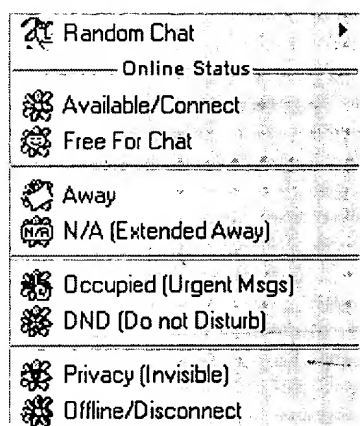 Random Chat
Online Status
Available/Connect
Free For Chat
Away
N/A (Extended Away)
Occupied (Urgent Msgs)
DND (Do not Disturb)
Privacy (Invisible)
Offline/Disconnect